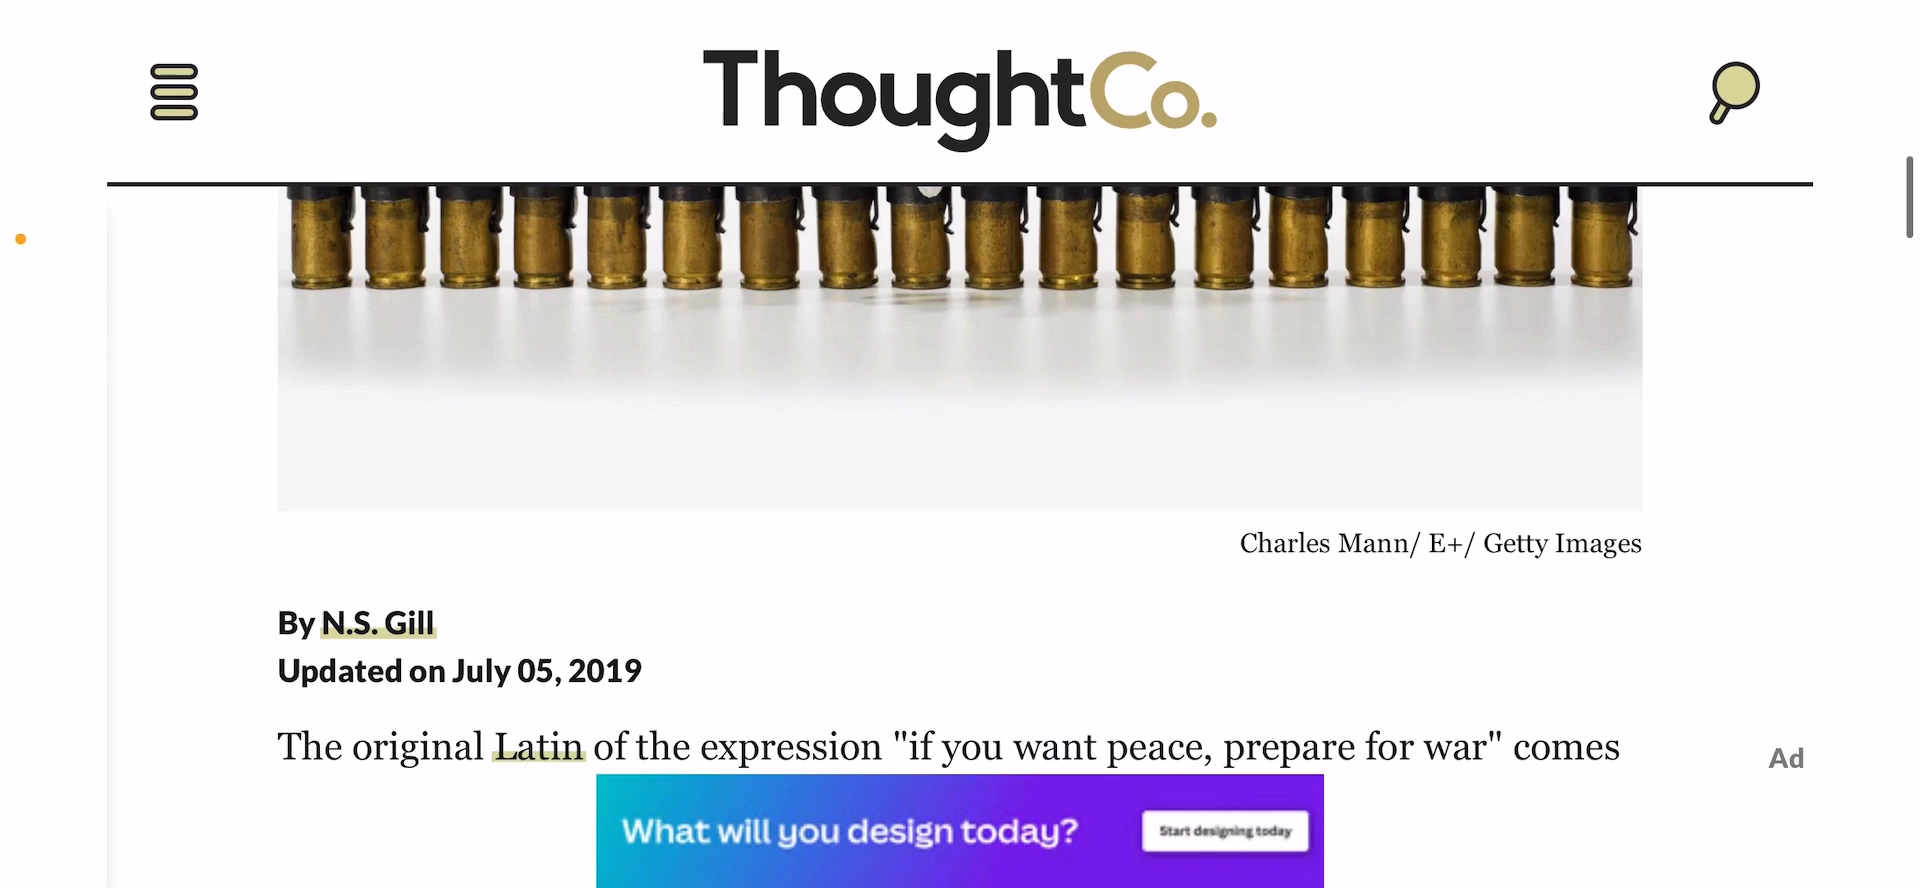 ThoughtCo.
Charles Mann/ E+/ Getty Images
By N.S. Gill
Updated on July 05, 2019
The original Latin of the expression "if you want peace, prepare for war" comes
Ad
What will you design today?
Start designing today